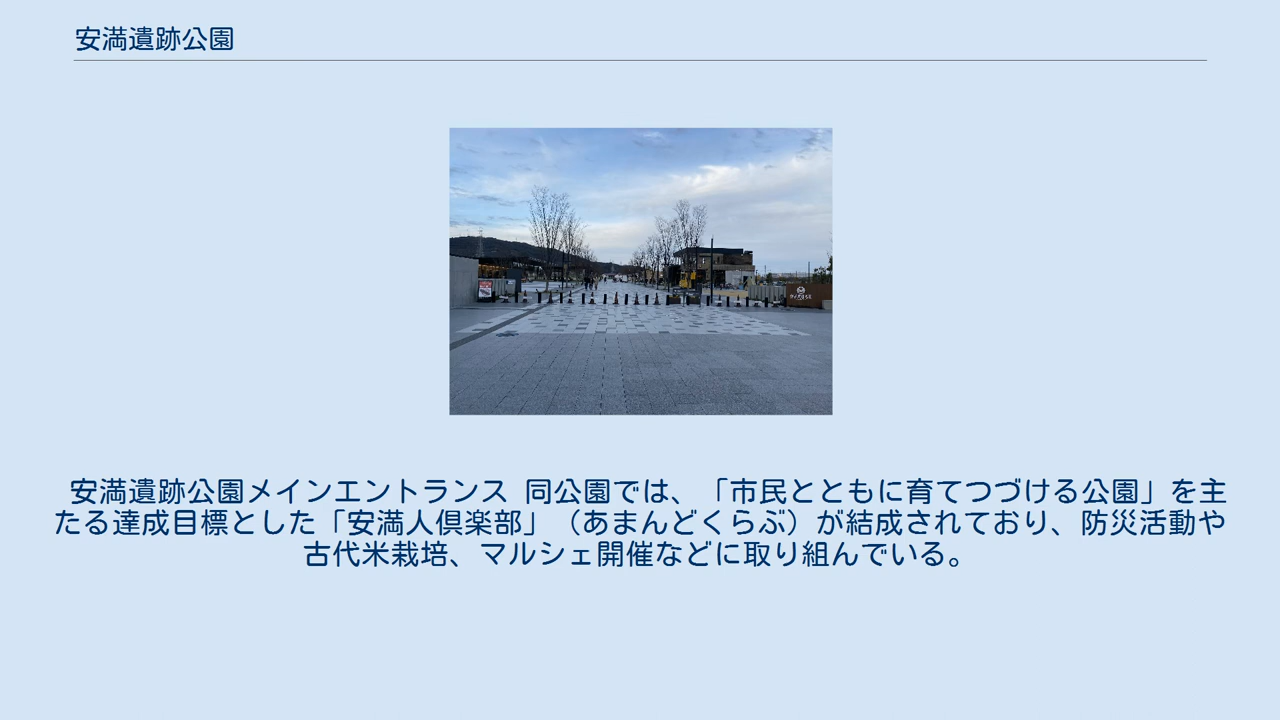 安満遺跡公園
安満遺跡公園メインエントランス 同公園では、「市民とともに育てつづける公園」を主
たる達成目標とした「安満人倶楽部」（あまんどくらぶ）が結成されており、防災活動や
古代米栽培、マルシェ開催などに取り組んでいる。